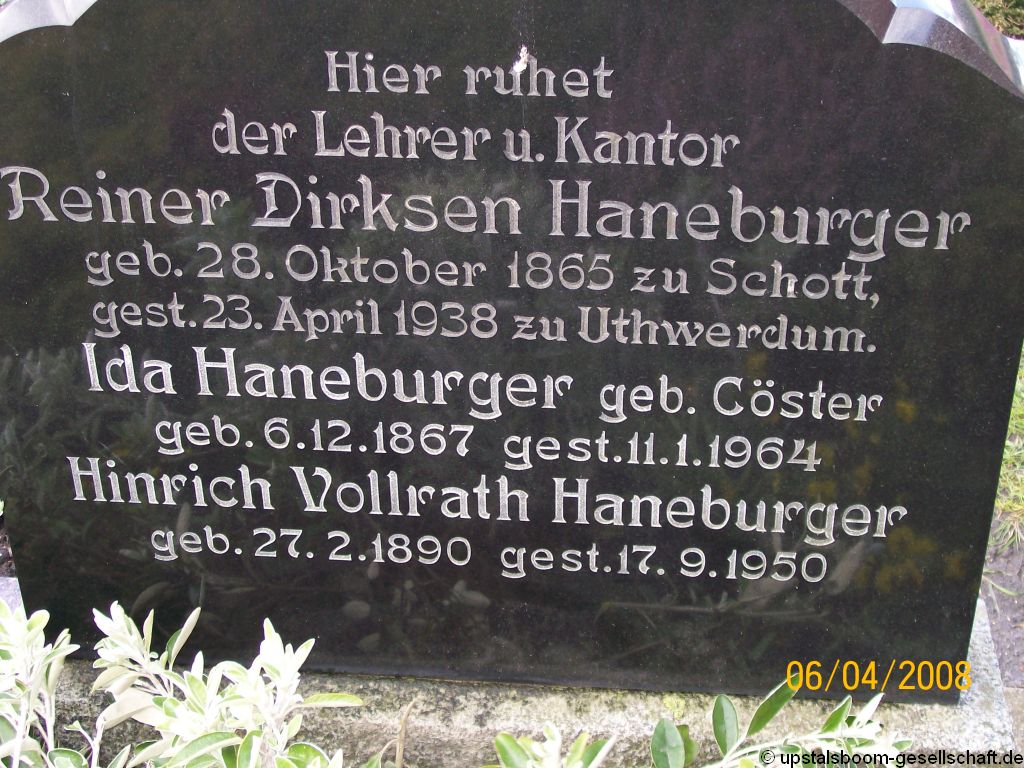 Hier ruhet
der Lehrer u. Kantor
Reiner Dirksen Haneburger
geb. 28. Oktober 1865 zu Schott,
gest. 23. April 1938 zu Uthwerdum.
Ida Haneburger geb. Cöster
geb. 6.12.1867 gest. 11.1.1964
Hinrich Vollrath Haneburger
geb. 27. 2. 1890 gest. 17. 9. 1950
06/04/2008
© upstalsboom-gesellschaft.de